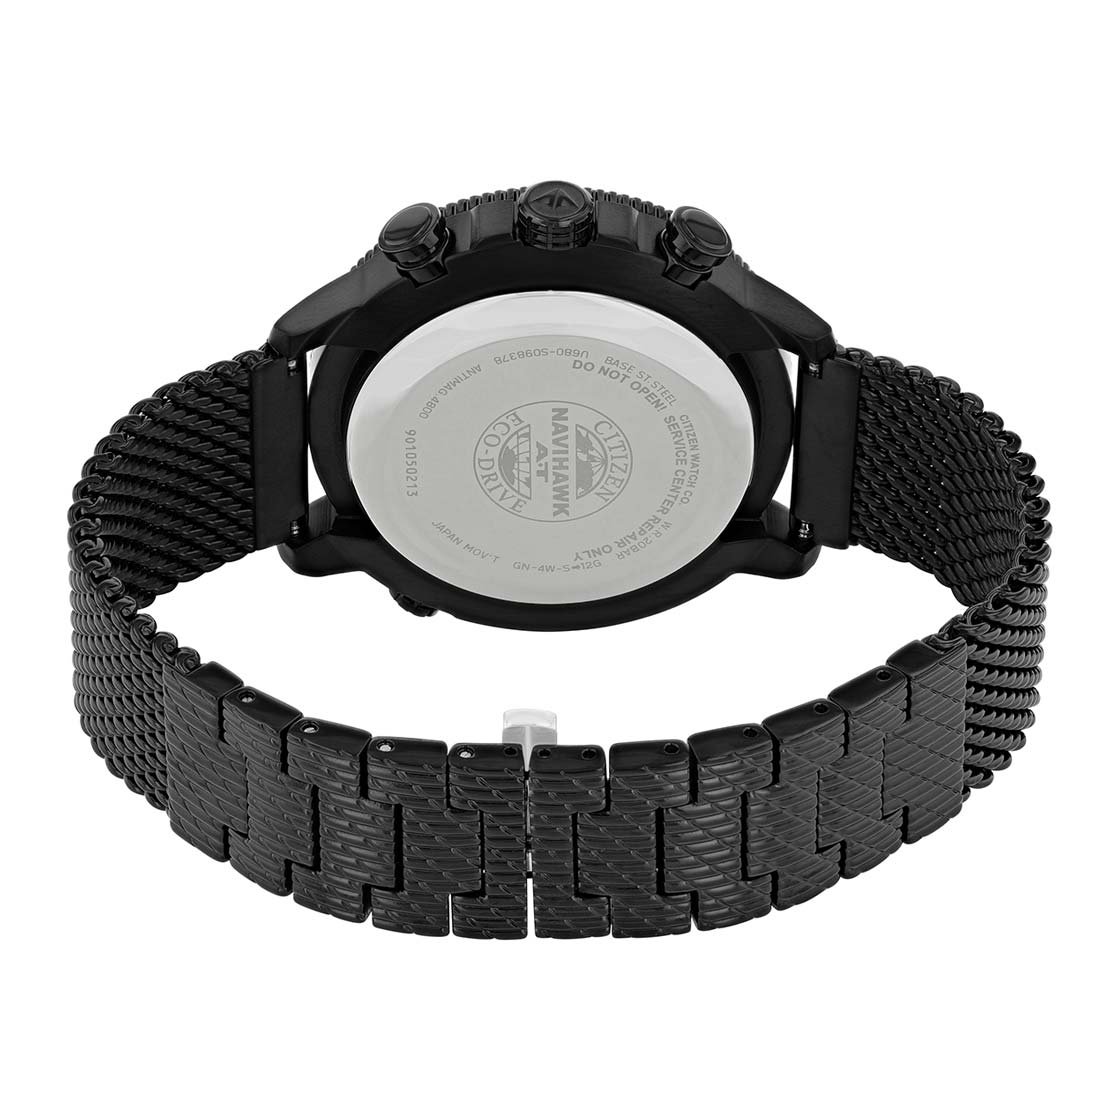 CITIZEN WATCH CO.
W.R.20BAR
BASE ST.STEEL
U680-S098378
ANTIMAG 4800
901050213
JAPAN MOV'T
GN-4W-S 12G
DO NOT OPEN! SERVICE CENTER REPAIR ONLY
CITIZEN
NAVIHAWK
A·T
ECO-DRIVE